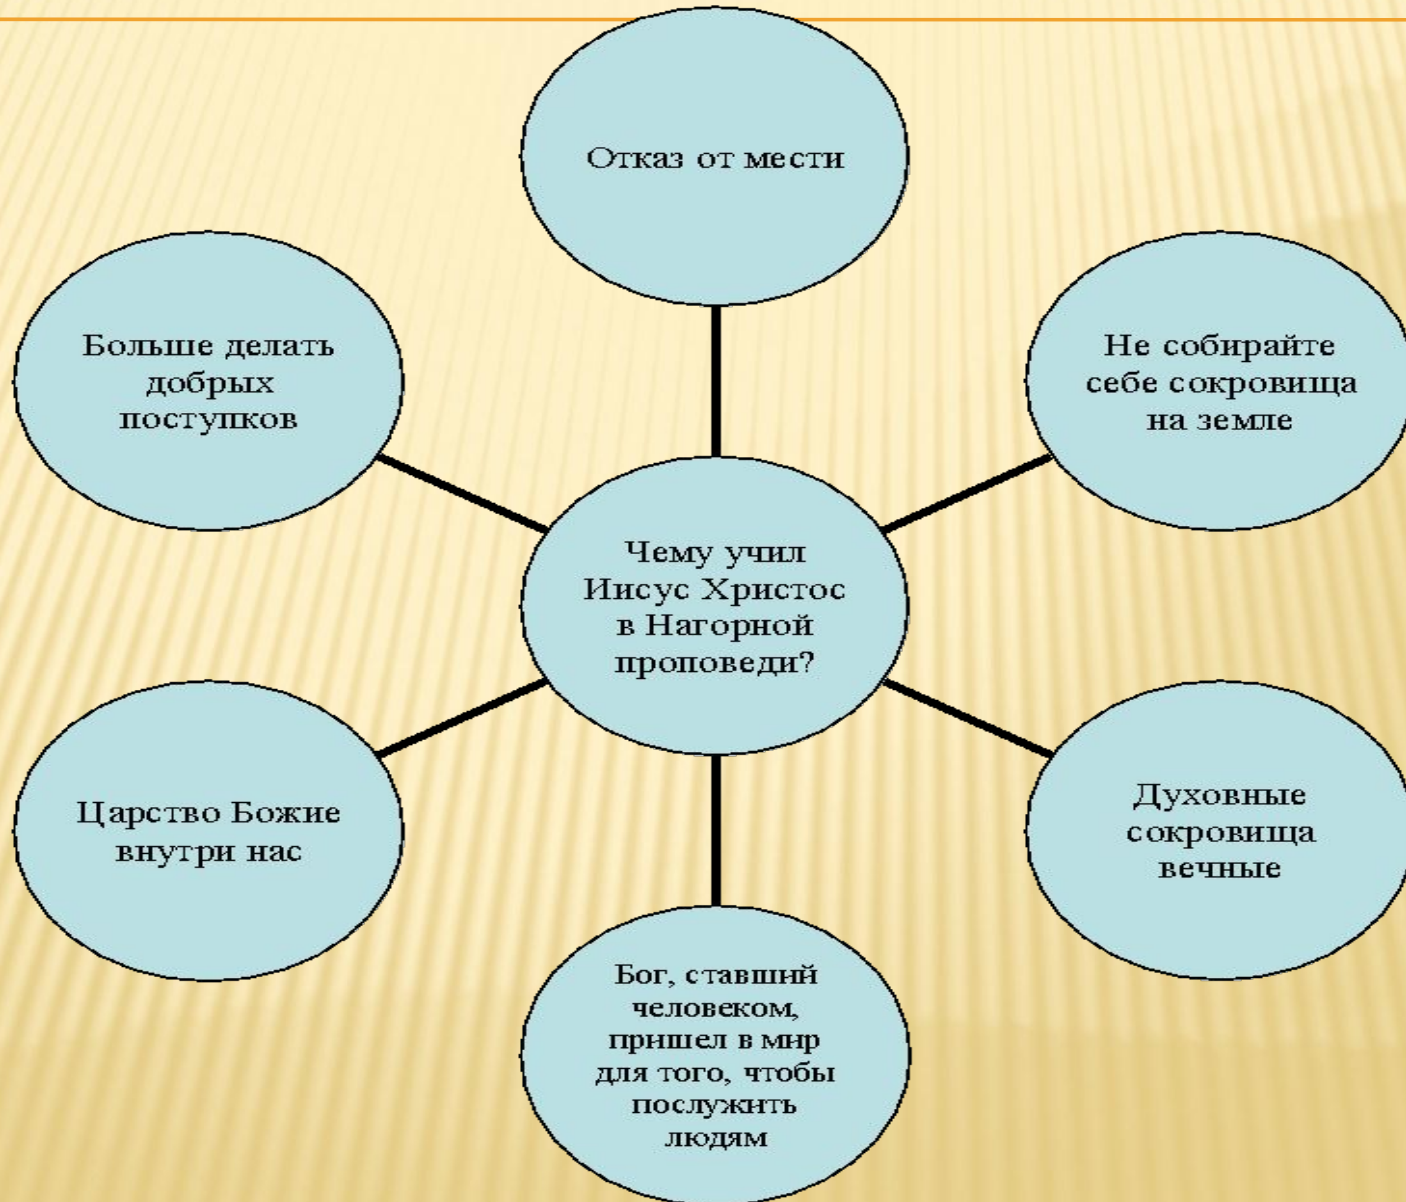 Отказ от мести
Больше делать
добрых
поступков
Не собирайте
себе сокровища
на земле
Чему учил
Иисус Христос
в Нагорной
проповеди?
Царство Божие
внутри нас
Духовные
сокровища
вечные
Бог, ставший
человеком,
пришел в мир
для того, чтобы
послужить
людям